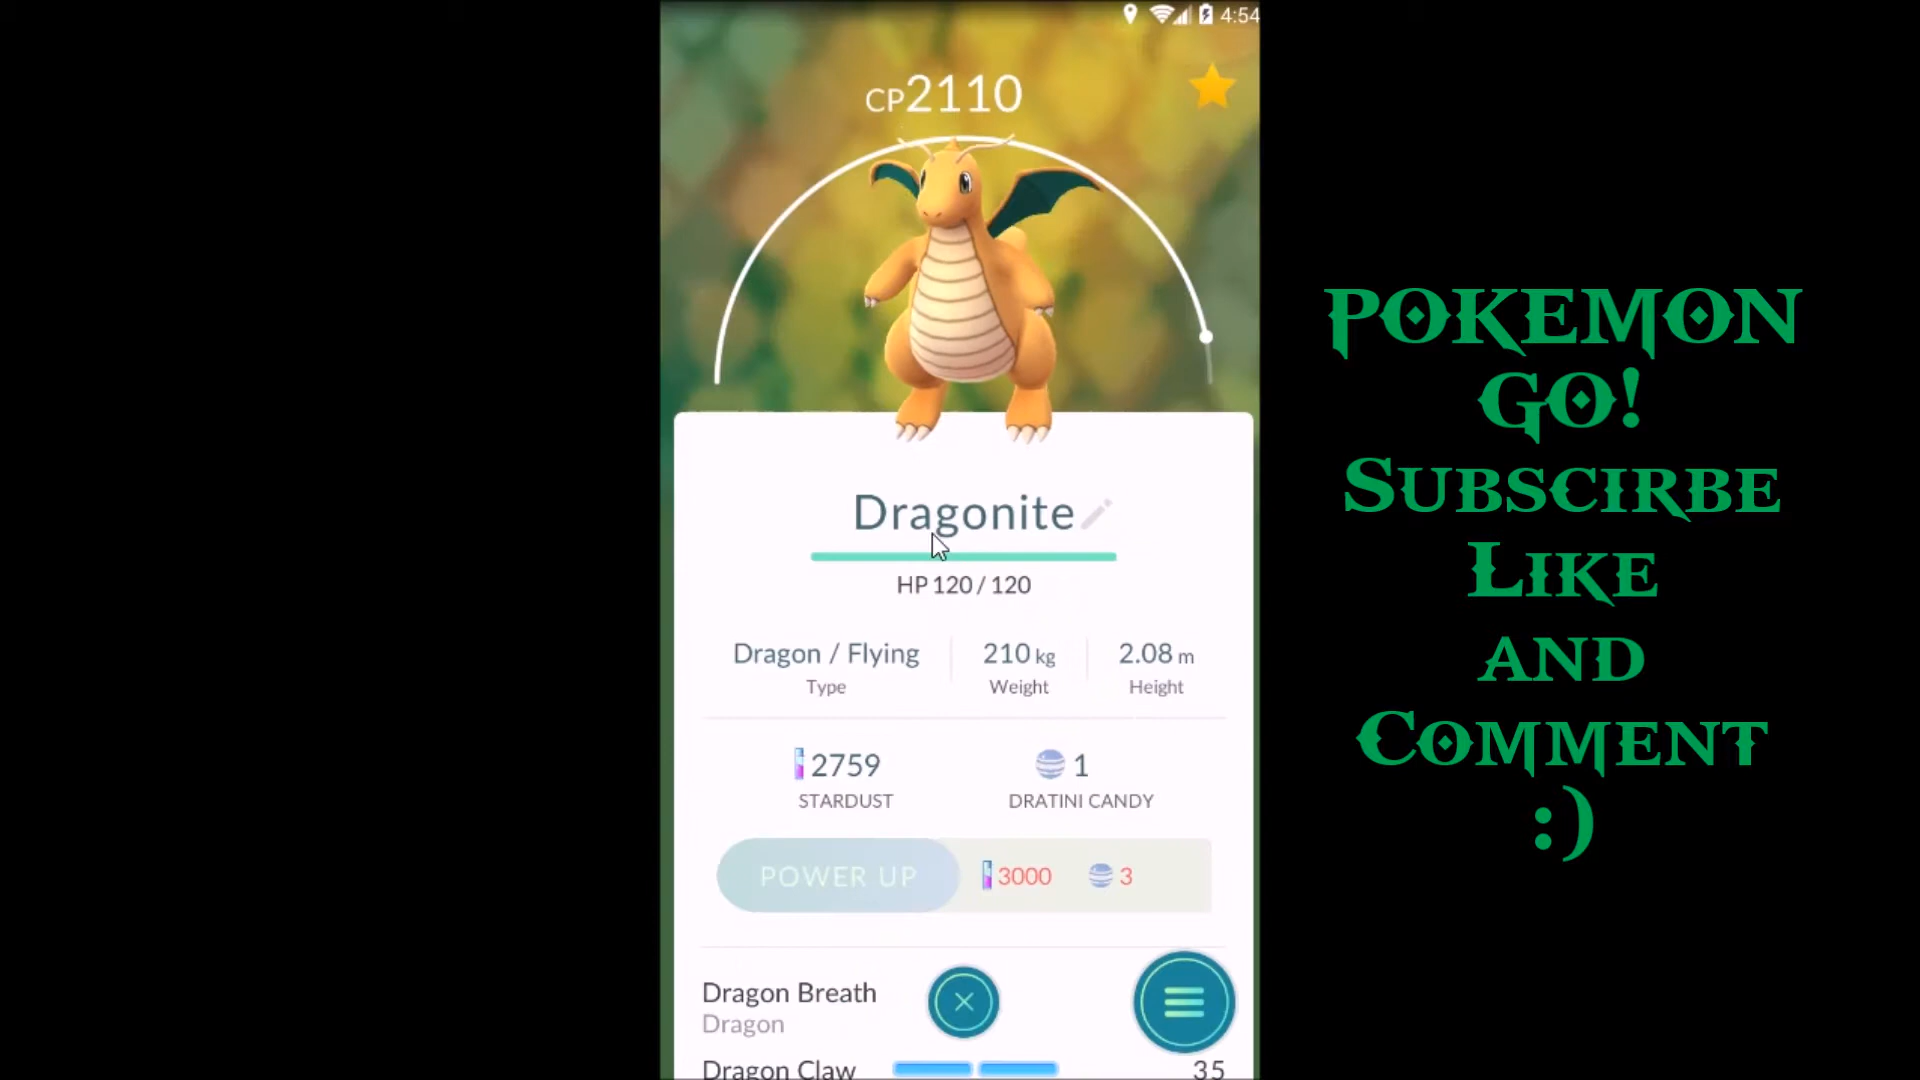 4:54
CP2110
Dragonite
HP 120 / 120
Dragon / Flying
Type
210 kg
Weight
2.08 m
Height
2759
STARDUST
1
DRATINI CANDY
POWER UP
3000
3
Dragon Breath
Dragon
Dragon Claw
35
POKEMON
GO!
SUBSCIRBE
LIKE
AND
COMMENT
:)